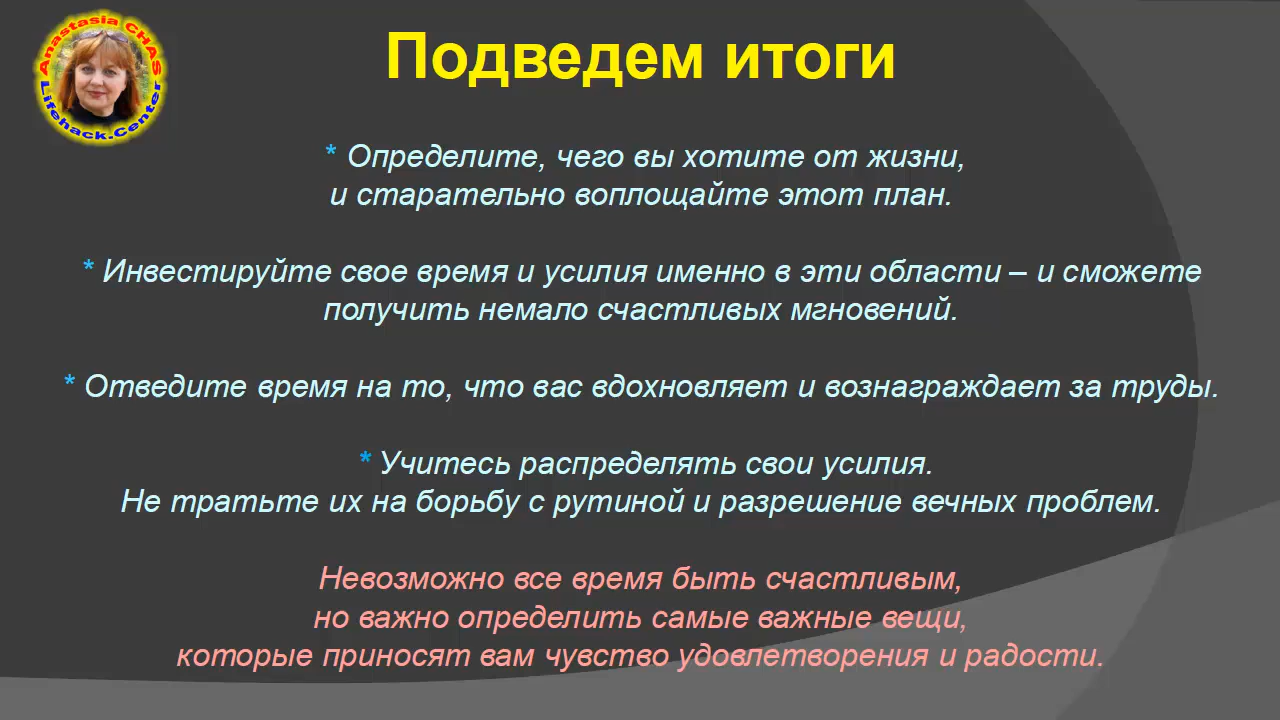 Anastasia CHAS
Lifehack.Center
Подведем итоги
* Определите, чего вы хотите от жизни,
и старательно воплощайте этот план.
* Инвестируйте свое время и усилия именно в эти области – и сможете
получить немало счастливых мгновений.
* Отведите время на то, что вас вдохновляет и вознаграждает за труды.
* Учитесь распределять свои усилия.
Не тратьте их на борьбу с рутиной и разрешение вечных проблем.
Невозможно все время быть счастливым,
но важно определить самые важные вещи,
которые приносят вам чувство удовлетворения и радости.